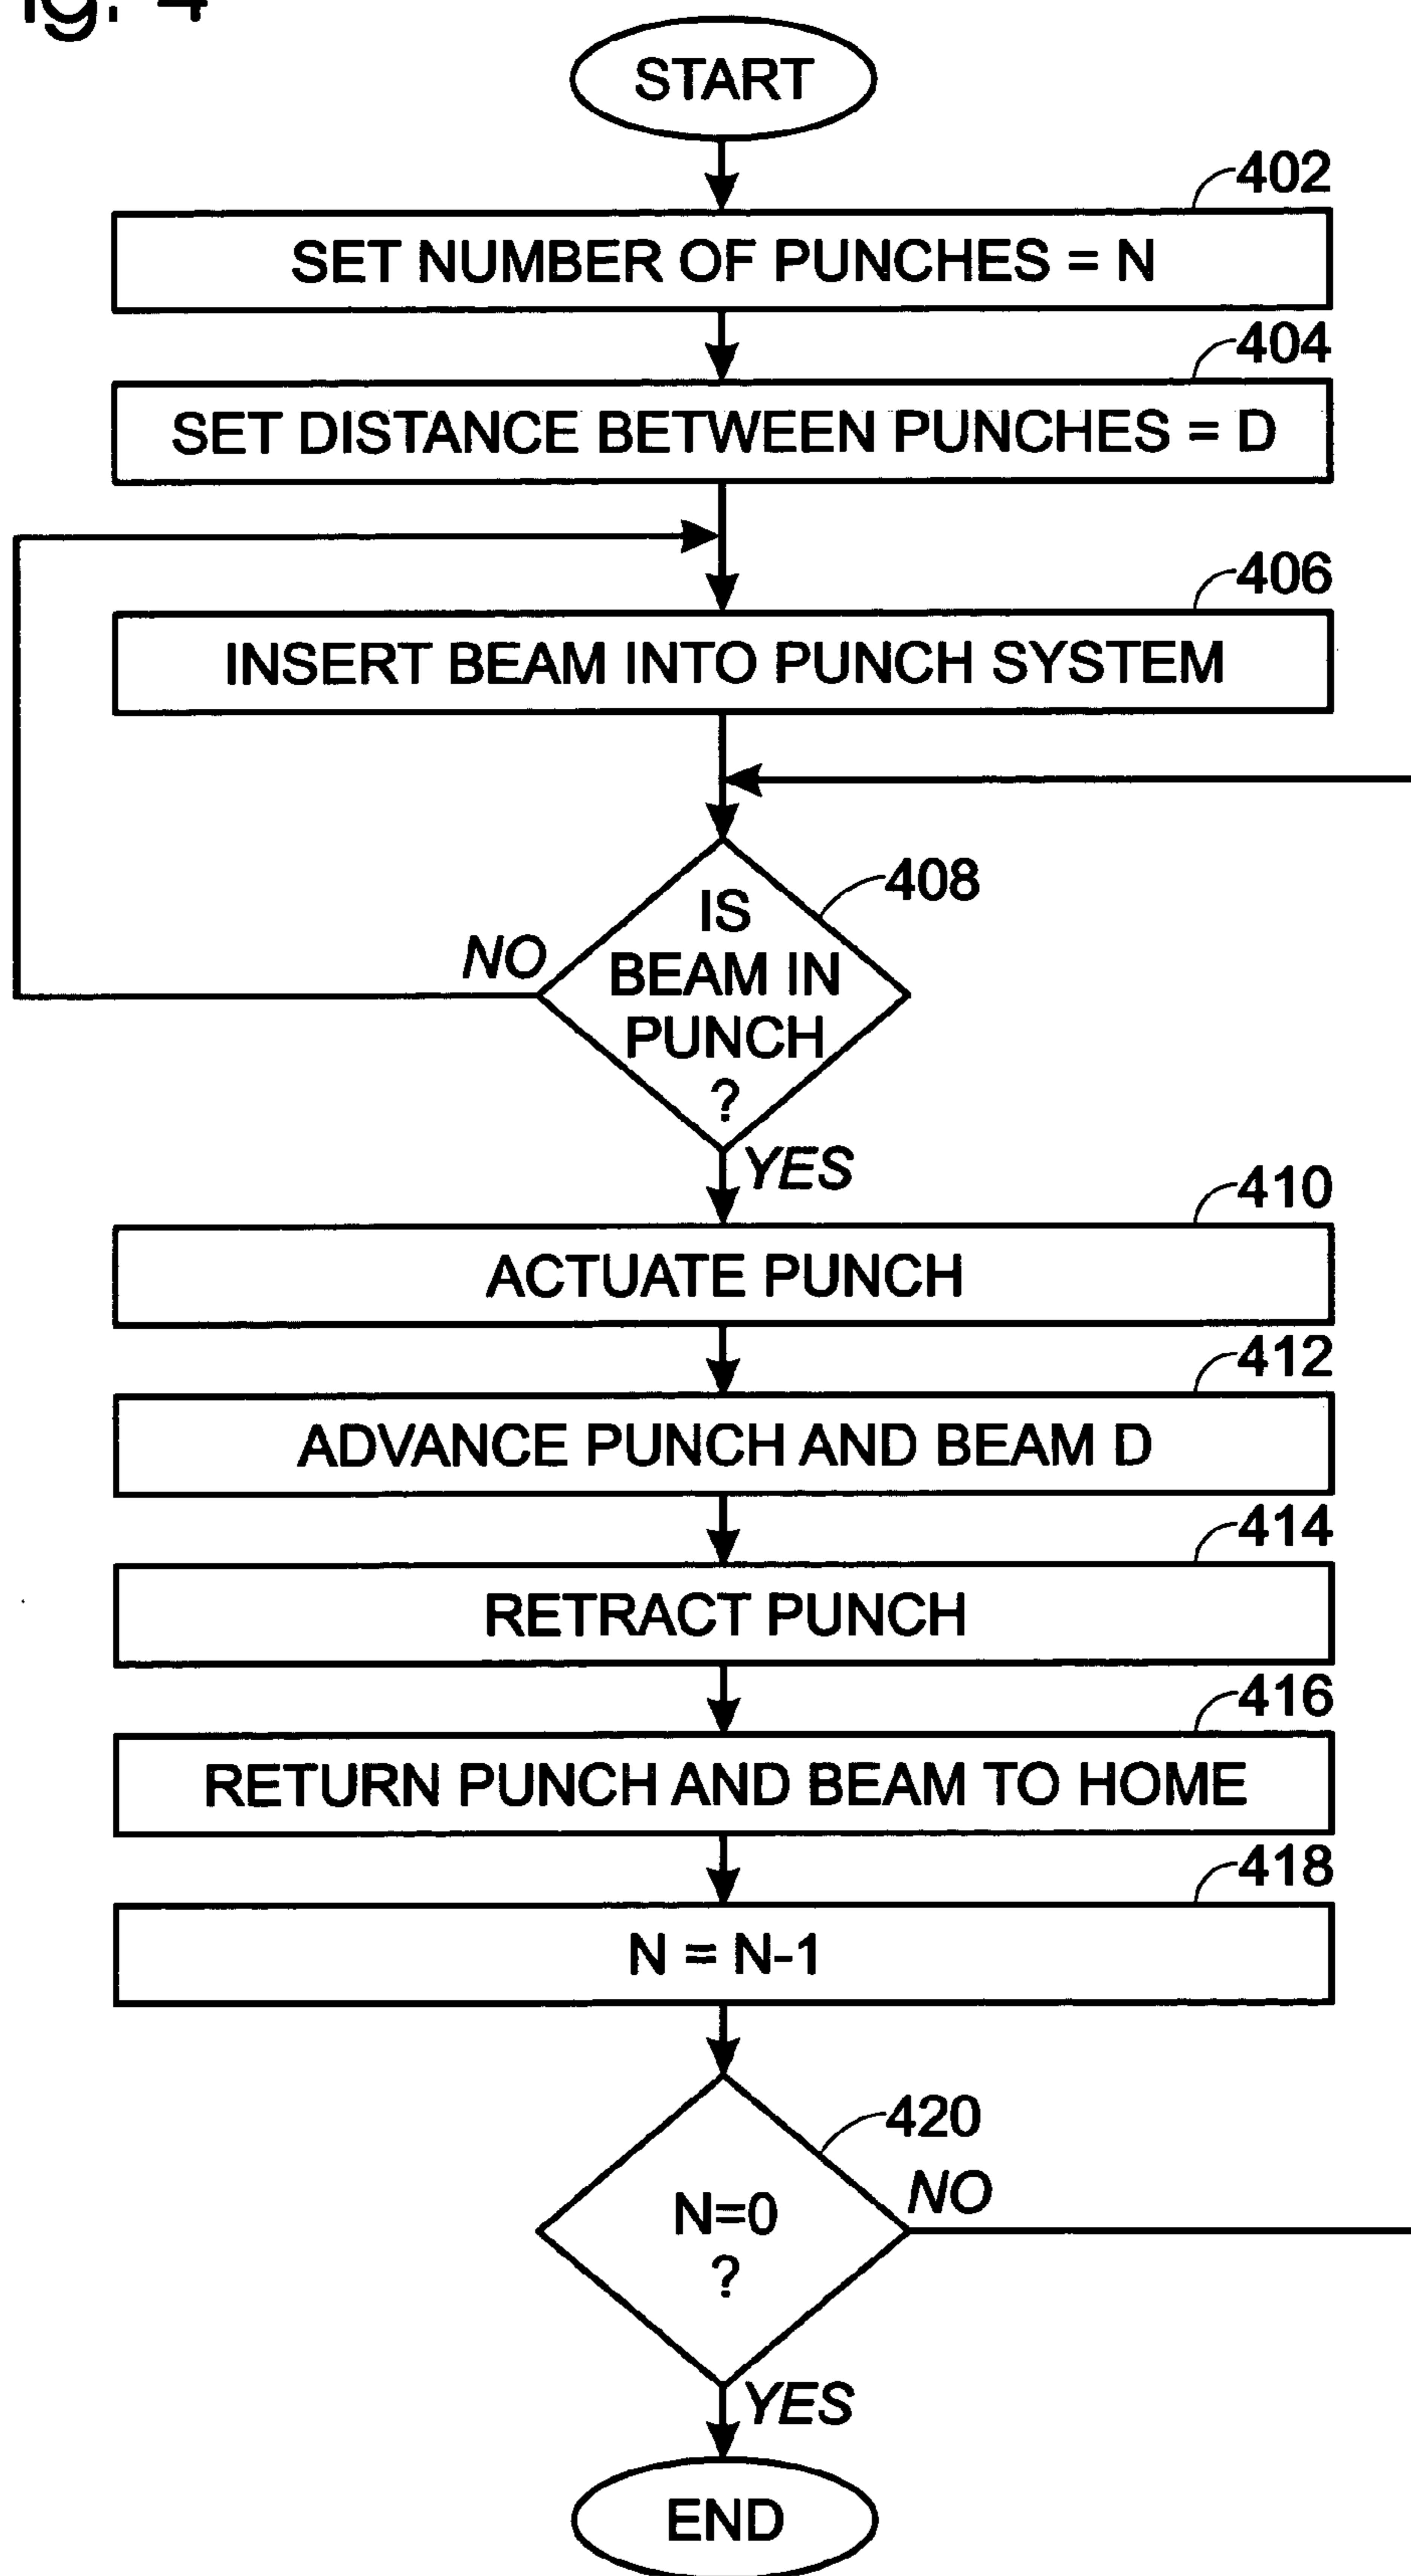 ig. 4
START
402
SET NUMBER OF PUNCHES = N
404
SET DISTANCE BETWEEN PUNCHES = D
406
INSERT BEAM INTO PUNCH SYSTEM
408
IS
BEAM IN
PUNCH
?
NO
YES
410
ACTUATE PUNCH
412
ADVANCE PUNCH AND BEAM D
414
RETRACT PUNCH
416
RETURN PUNCH AND BEAM TO HOME
418
N = N-1
420
N=0
?
NO
YES
END